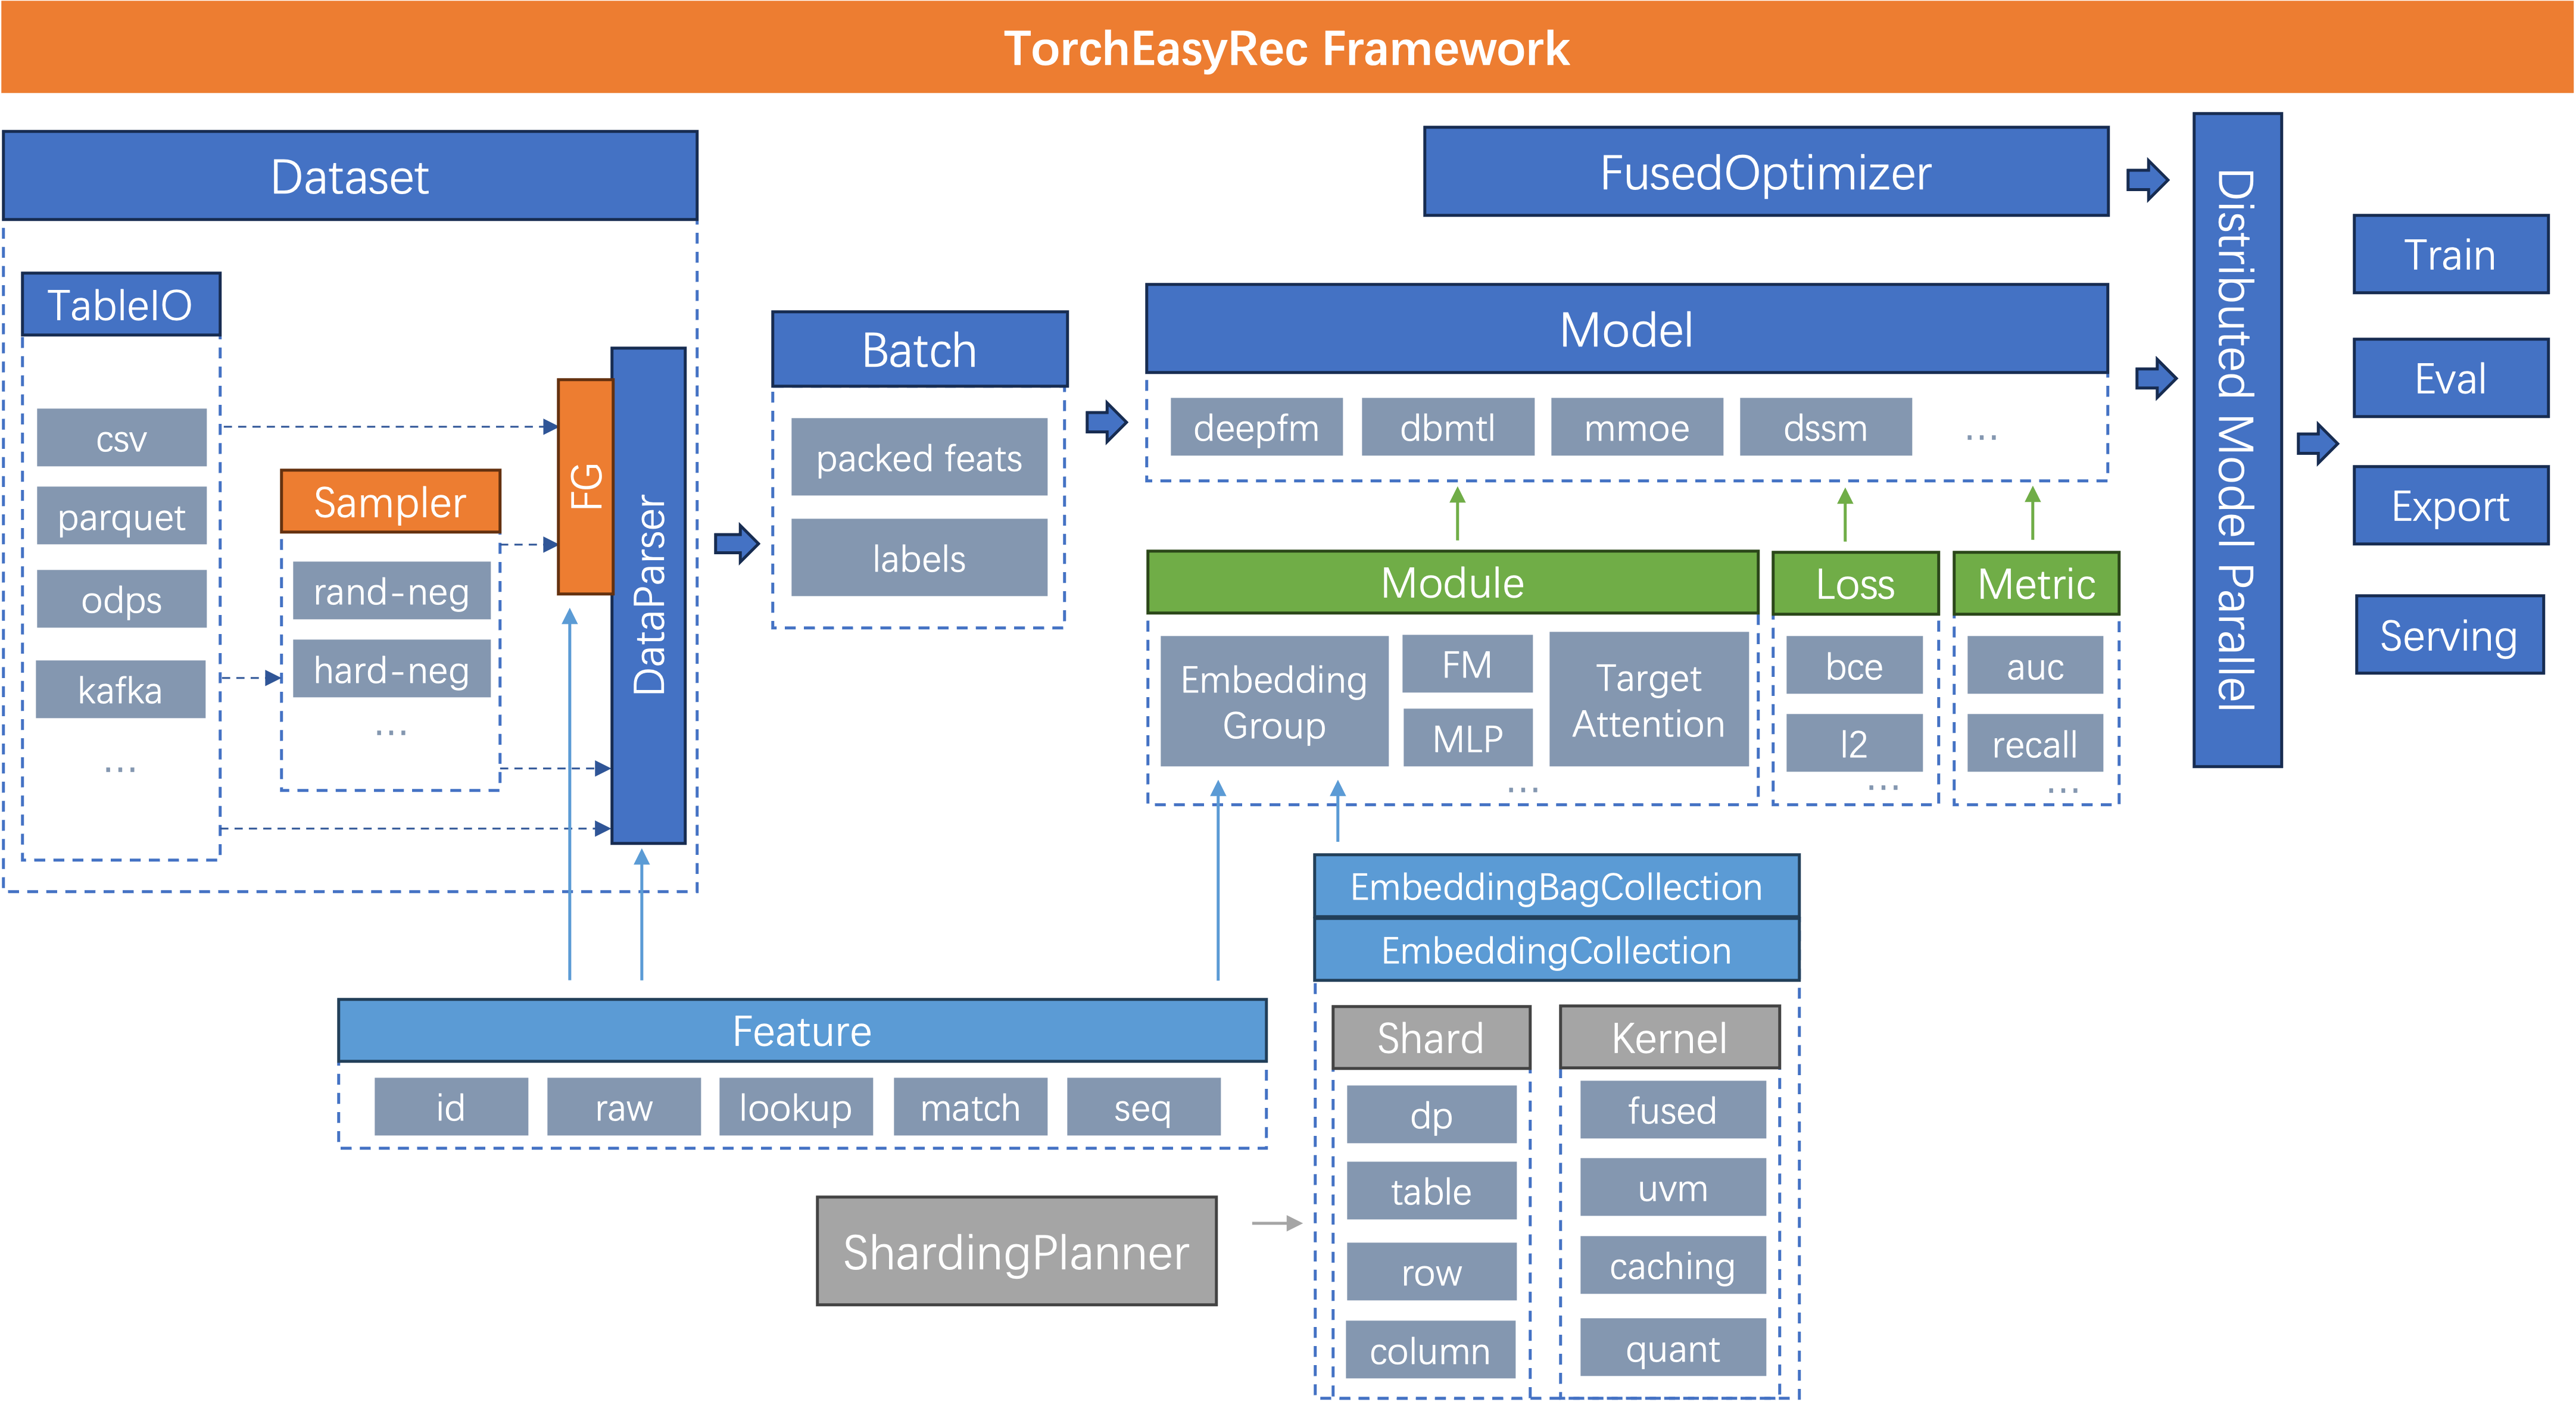 TorchEasyRec Framework
Dataset
TableIO
csv
parquet
odps
kafka
...
Sampler
rand-neg
hard-neg
...
FG
DataParser
Batch
packed feats
labels
FusedOptimizer
Model
deepfm
dbmtl
mmoe
dssm
...
Module
Embedding
Group
FM
MLP
Target
Attention
...
Loss
bce
l2
...
Metric
auc
recall
...
Distributed Model Parallel
Train
Eval
Export
Serving
Feature
id
raw
lookup
match
seq
EmbeddingBagCollection
EmbeddingCollection
ShardingPlanner
Shard
dp
table
row
column
Kernel
fused
uvm
caching
quant